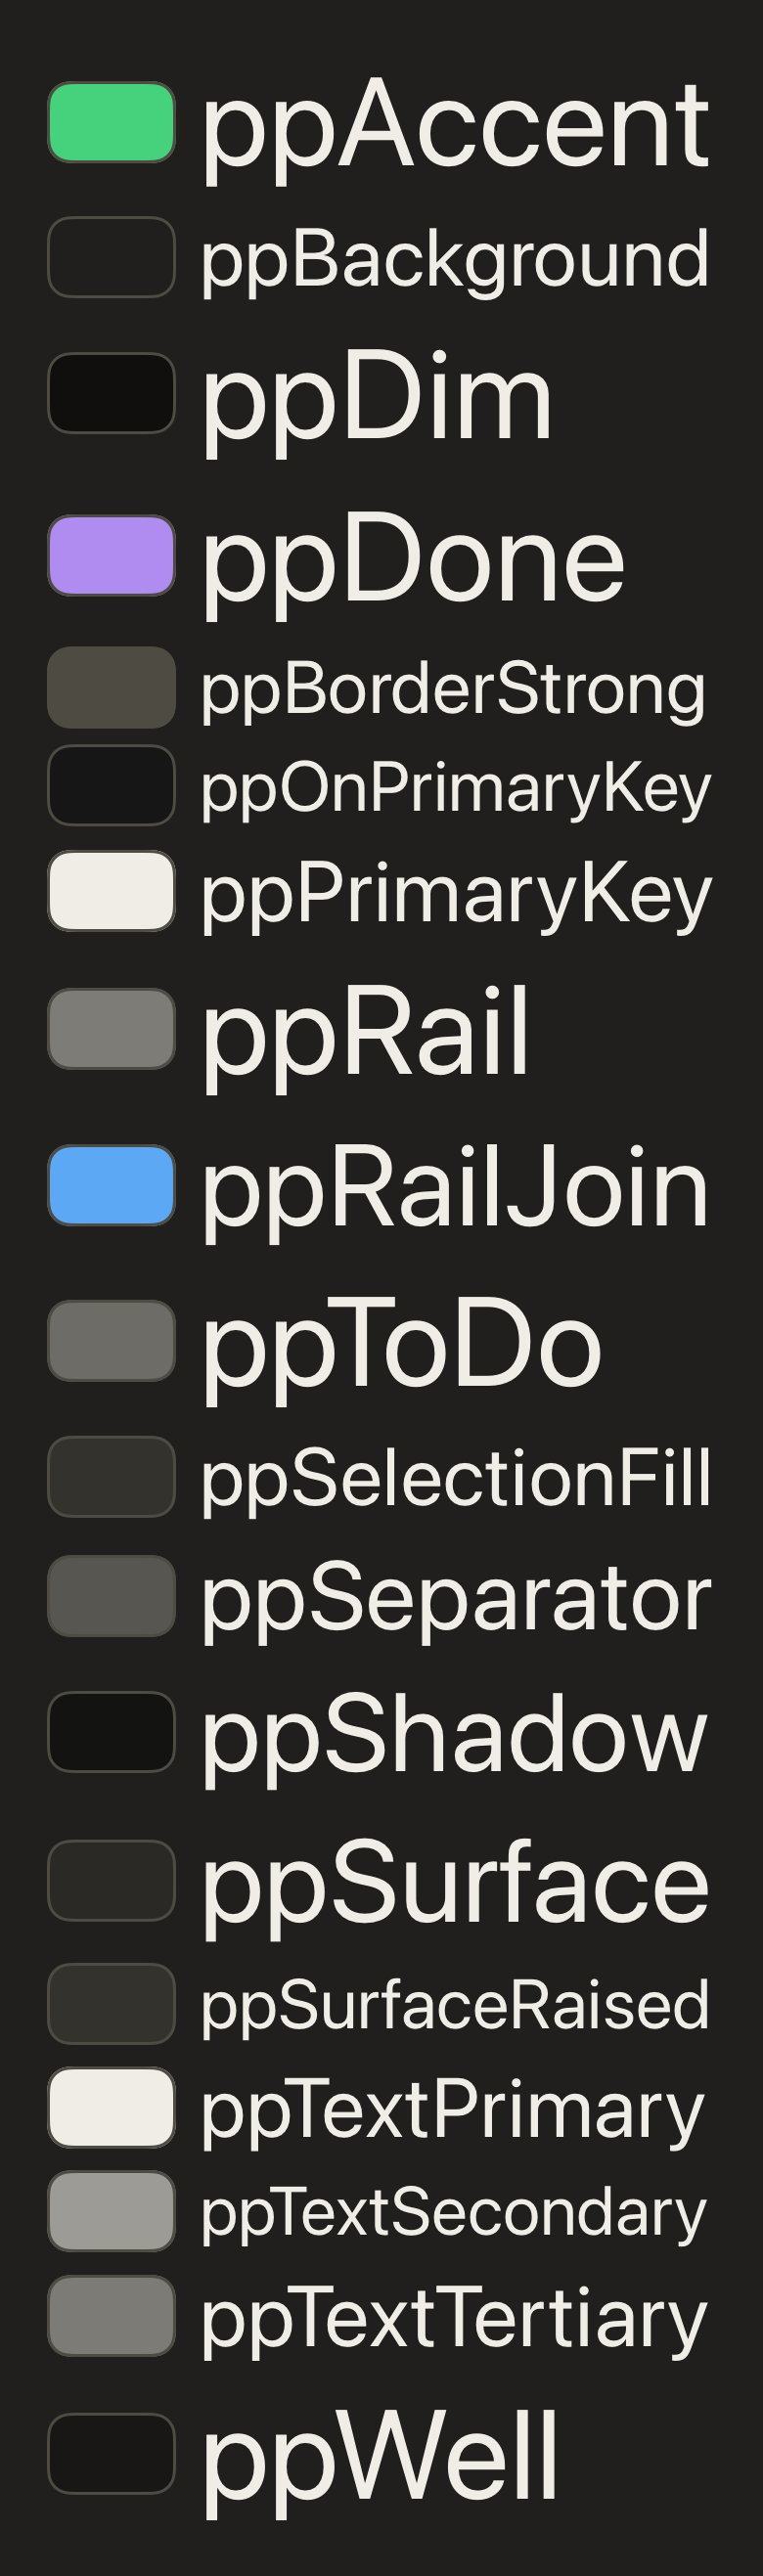 ppAccent
ppBackground
ppDim
ppDone
ppBorderStrong
ppOnPrimaryKey
ppPrimaryKey
ppRail
ppRailJoin
ppToDo
ppSelectionFill
ppSeparator
ppShadow
ppSurface
ppSurfaceRaised
ppTextPrimary
ppTextSecondary
ppTextTertiary
ppWell